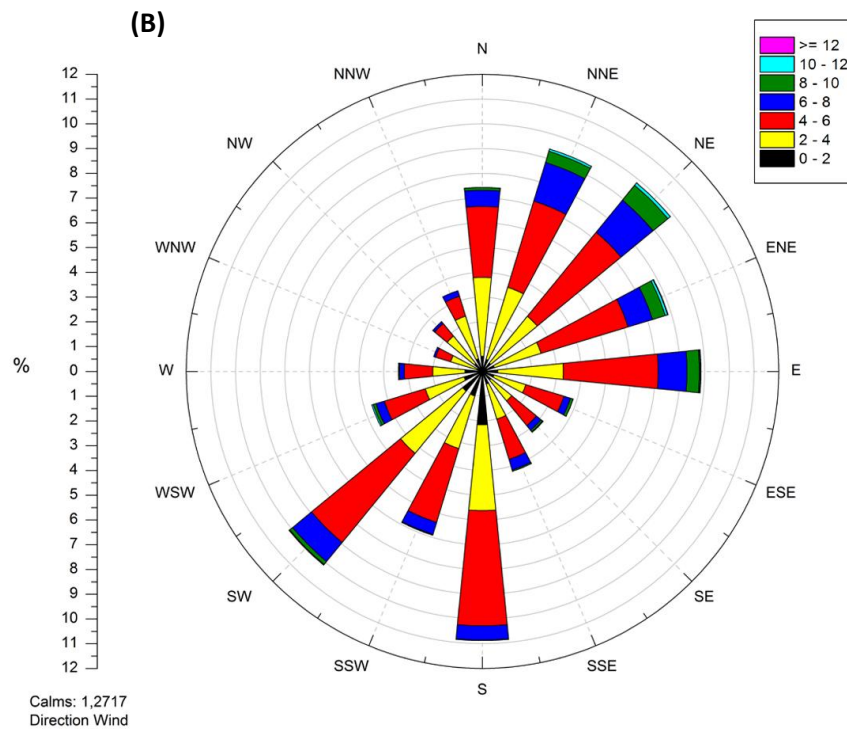 (B)
N
NNE
NE
ENE
E
ESE
SE
SSE
S
SSW
SW
WSW
W
WNW
NW
NNW
12
11
10
9
8
7
6
5
4
3
2
1
0
1
2
3
4
5
6
7
8
9
10
11
12
%
>= 12
10 - 12
8 - 10
6 - 8
4 - 6
2 - 4
0 - 2
Calms: 1,2717
Direction Wind